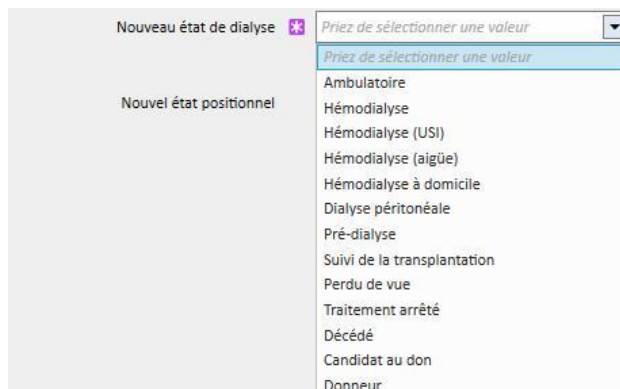 Nouveau état de dialyse * Priez de sélectionner une valeur
Priez de sélectionner une valeur
Ambulatoire
Nouvel état positionnel
Hémodialyse
Hémodialyse (USI)
Hémodialyse (aigüe)
Hémodialyse à domicile
Dialyse péritonéale
Pré-dialyse
Suivi de la transplantation
Perdu de vue
Traitement arrêté
Décédé
Candidat au don
Donneur